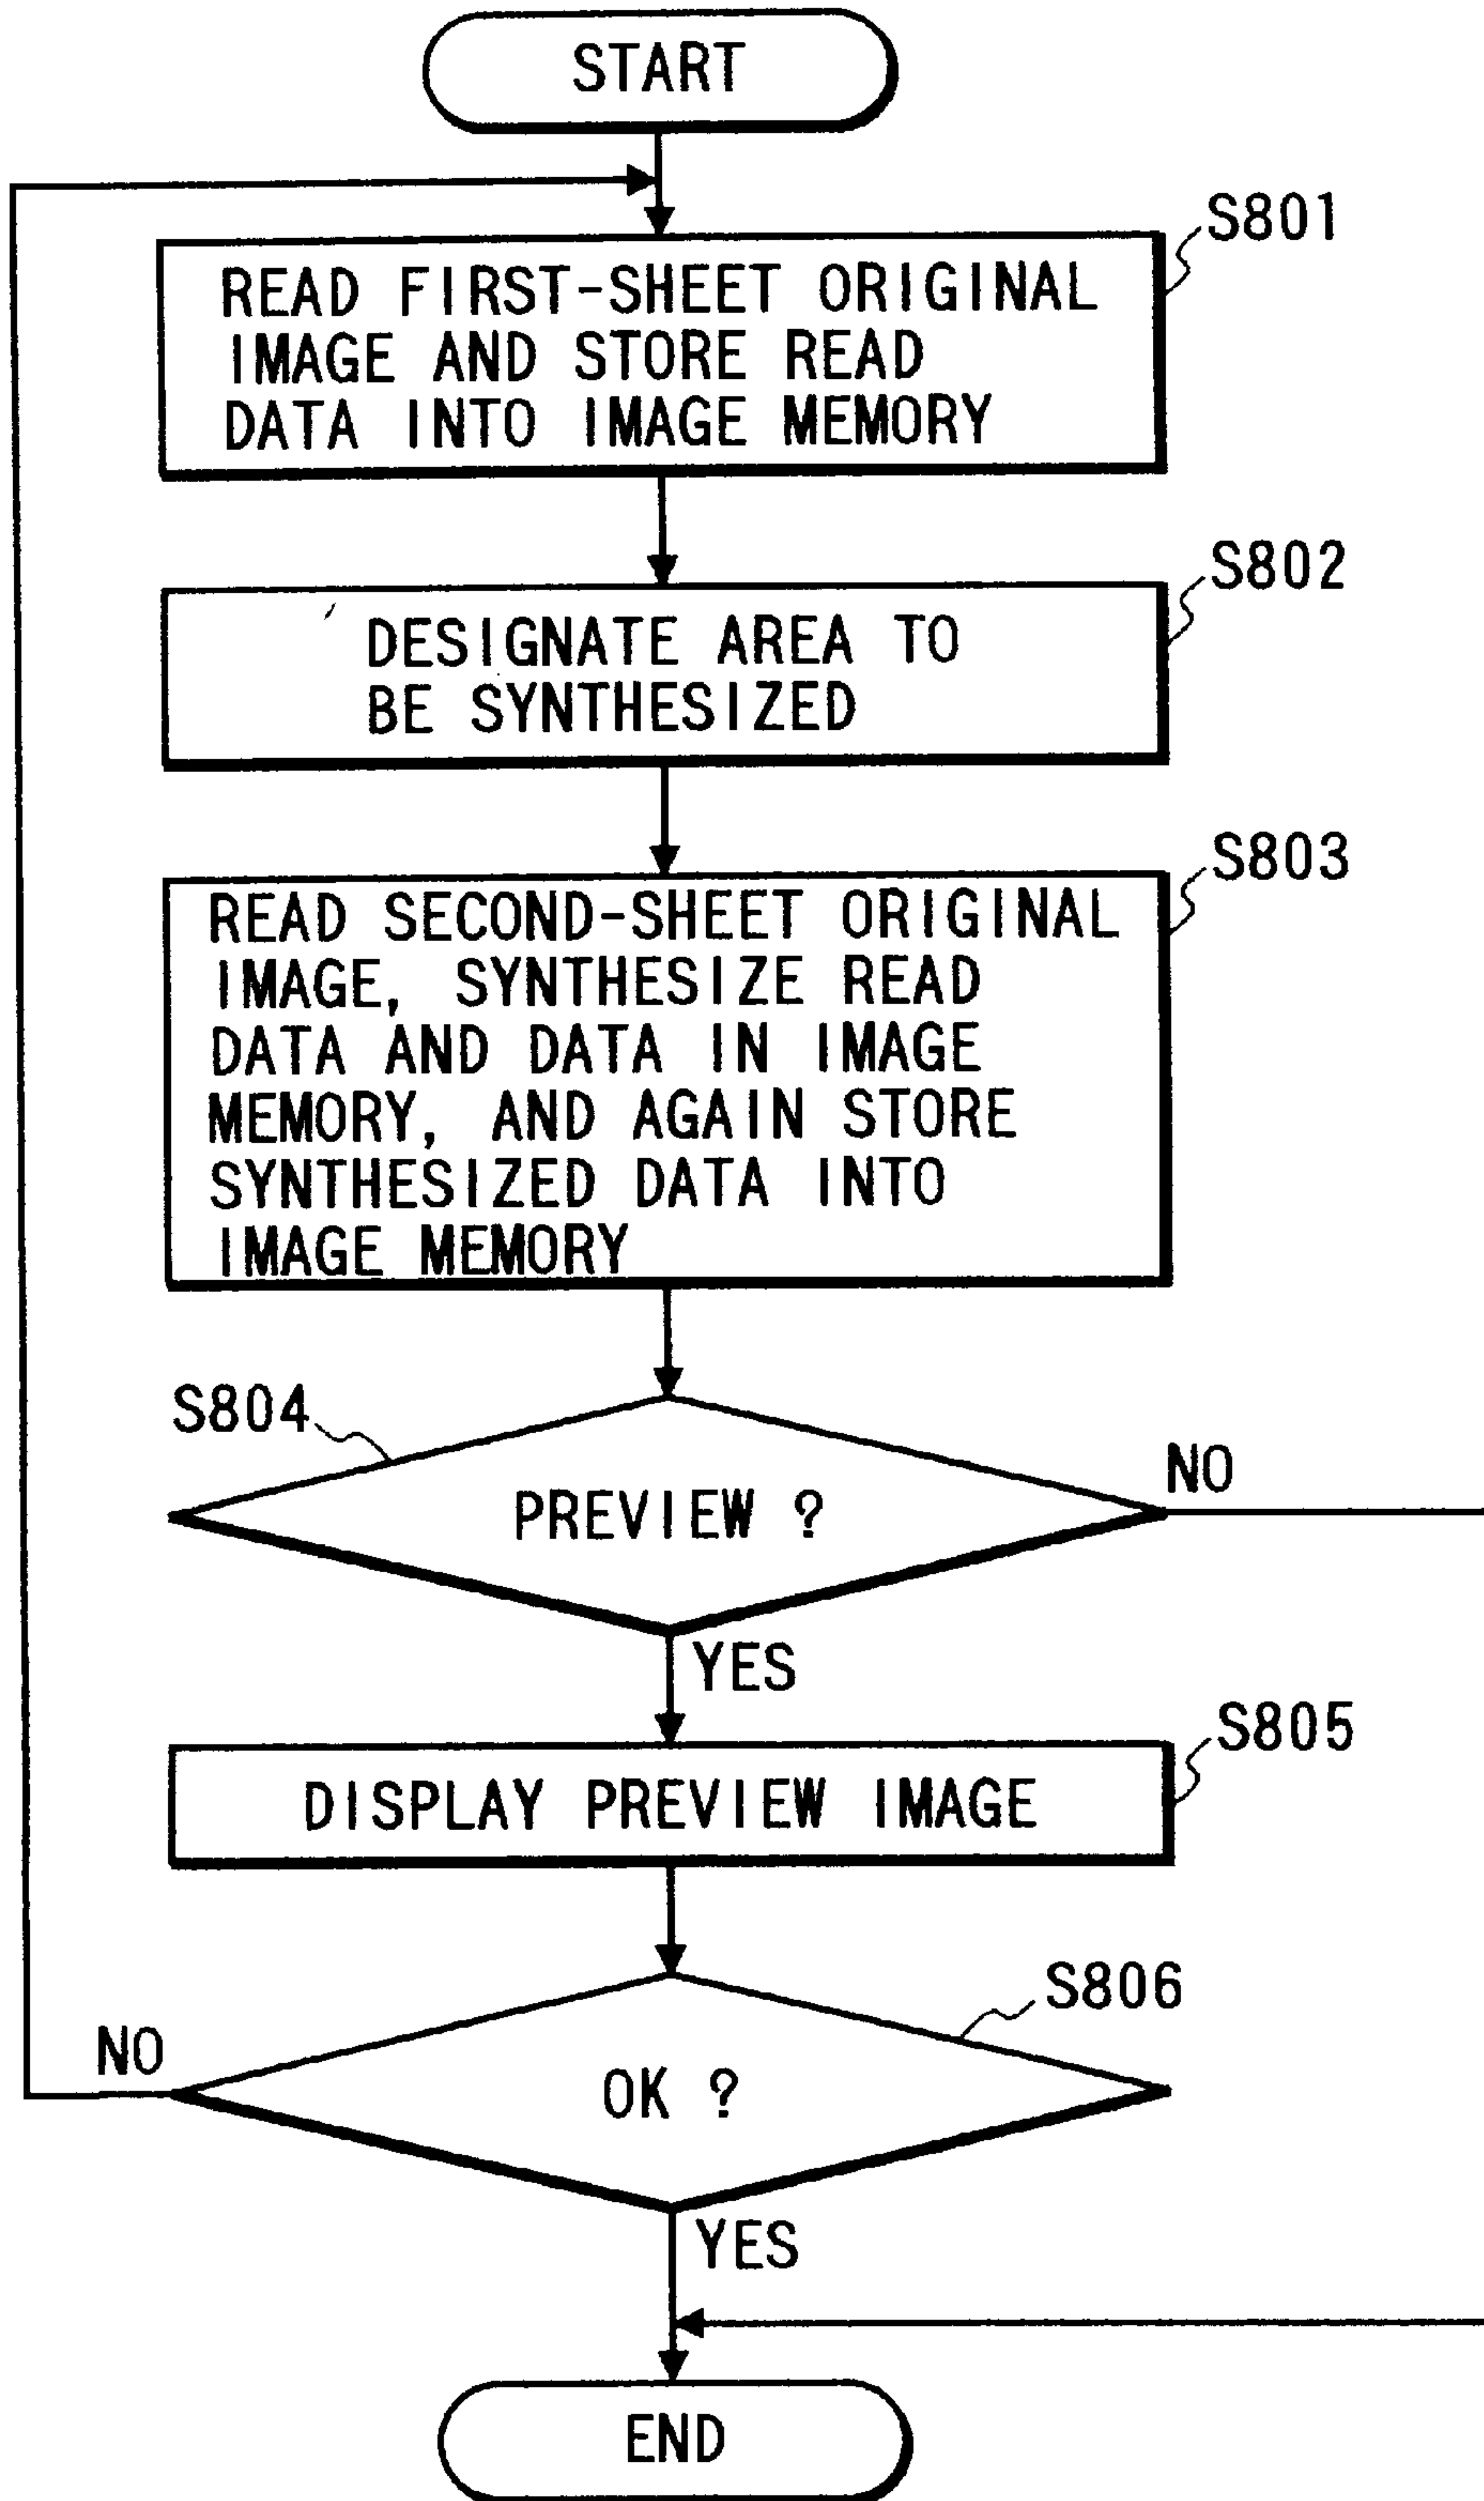 START
S801
READ FIRST-SHEET ORIGINAL
IMAGE AND STORE READ
DATA INTO IMAGE MEMORY
S802
DESIGNATE AREA TO
BE SYNTHESIZED
S803
READ SECOND-SHEET ORIGINAL
IMAGE, SYNTHESIZE READ
DATA AND DATA IN IMAGE
MEMORY, AND AGAIN STORE
SYNTHESIZED DATA INTO
IMAGE MEMORY
S804
NO
PREVIEW ?
YES
S805
DISPLAY PREVIEW IMAGE
S806
NO
OK ?
YES
END